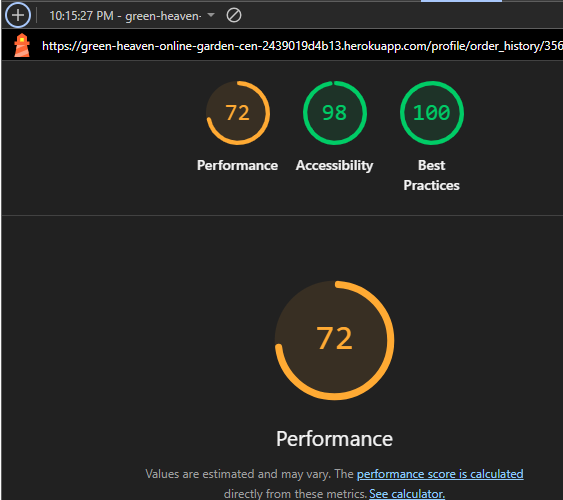 10:15:27 PM - green-heaven-
https://green-heaven-online-garden-cen-2439019d4b13.herokuapp.com/profile/order_history/356
72 98 100
Performance Accessibility Best
Practices
72
Performance
Values are estimated and may vary. The performance score is calculated
directly from these metrics. See calculator.